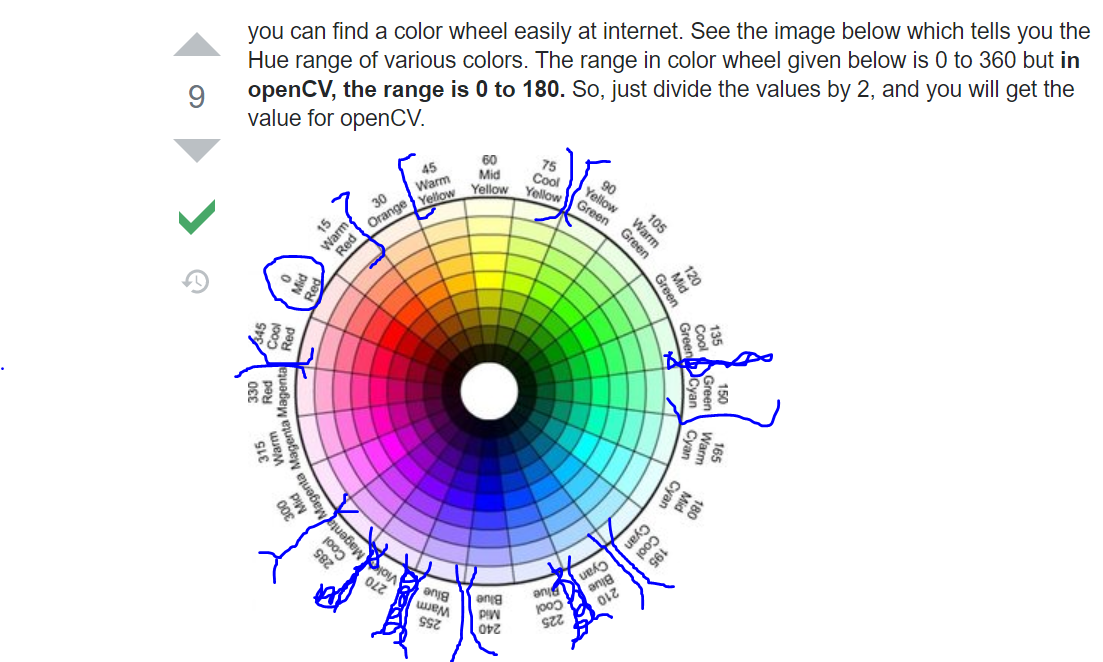 you can find a color wheel easily at internet. See the image below which tells you the
Hue range of various colors. The range in color wheel given below is 0 to 360 but in
openCV, the range is 0 to 180. So, just divide the values by 2, and you will get the
value for openCV.
9
0
Mid
Red
15
Warm
Red
30
Orange
45
Warm
Yellow
60
Mid
Yellow
75
Cool
Yellow
90
Yellow
Green
105
Warm
Green
120
Mid
Green
135
Cool
Green
150
Green
Cyan
165
Warm
Cyan
180
Mid
Cyan
195
Cool
Cyan
210
Blue
Cyan
225
Cool
Blue
240
Mid
Blue
255
Warm
Blue
270
Violet
285
Cool
Magenta
300
Mid
Magenta
315
Warm
Magenta
330
Red
Magenta
345
Cool
Red